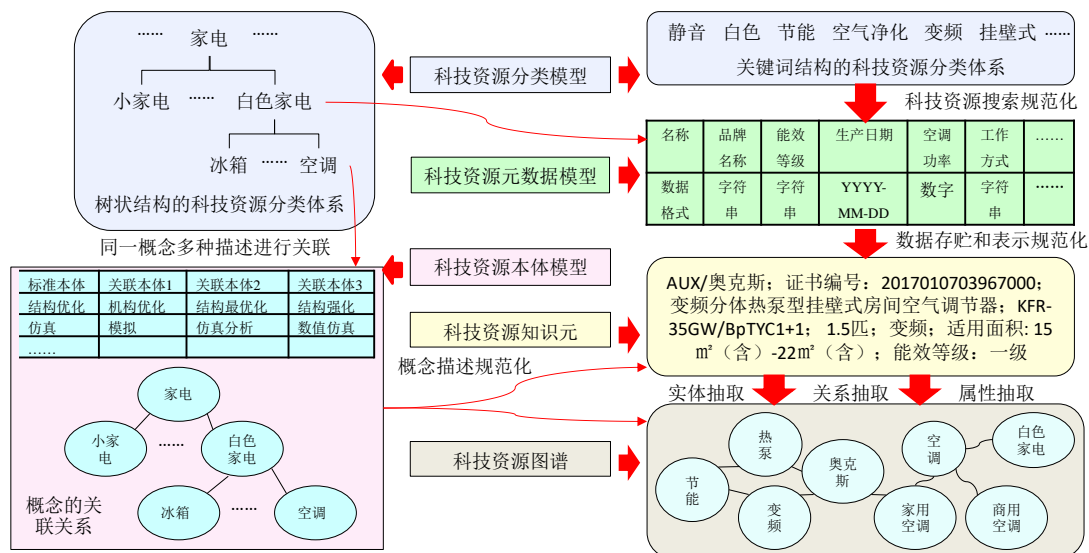 …… 家电 ……
小家电 …… 白色家电
冰箱 …… 空调
树状结构的科技资源分类体系
科技资源分类模型
静音 白色 节能 空气净化 变频 挂壁式 ……
关键词结构的科技资源分类体系
科技资源搜索规范化
科技资源元数据模型
名称 品牌名称 能效等级 生产日期 空调功率 工作方式 ……
数据格式 字符串 字符串 YYYY-MM-DD 数字 字符串 ……
同一概念多种描述进行关联
数据存贮和表示规范化
科技资源本体模型
标准本体 关联本体1 关联本体2 关联本体3
结构优化 机构优化 结构最优化 结构强化
仿真 模拟 仿真分析 数值仿真
……
科技资源知识元
AUX/奥克斯；证书编号：2017010703967000；
变频分体热泵型挂壁式房间空气调节器；KFR-
35GW/BpTYC1+1；1.5匹；变频；适用面积: 15
㎡（含）-22㎡（含）；能效等级：一级
概念描述规范化
实体抽取 关系抽取 属性抽取
家电
小家电 …… 白色家电
冰箱 …… 空调
概念的关联关系
科技资源图谱
热泵
奥克斯
空调
白色家电
节能
变频
家用空调
商用空调